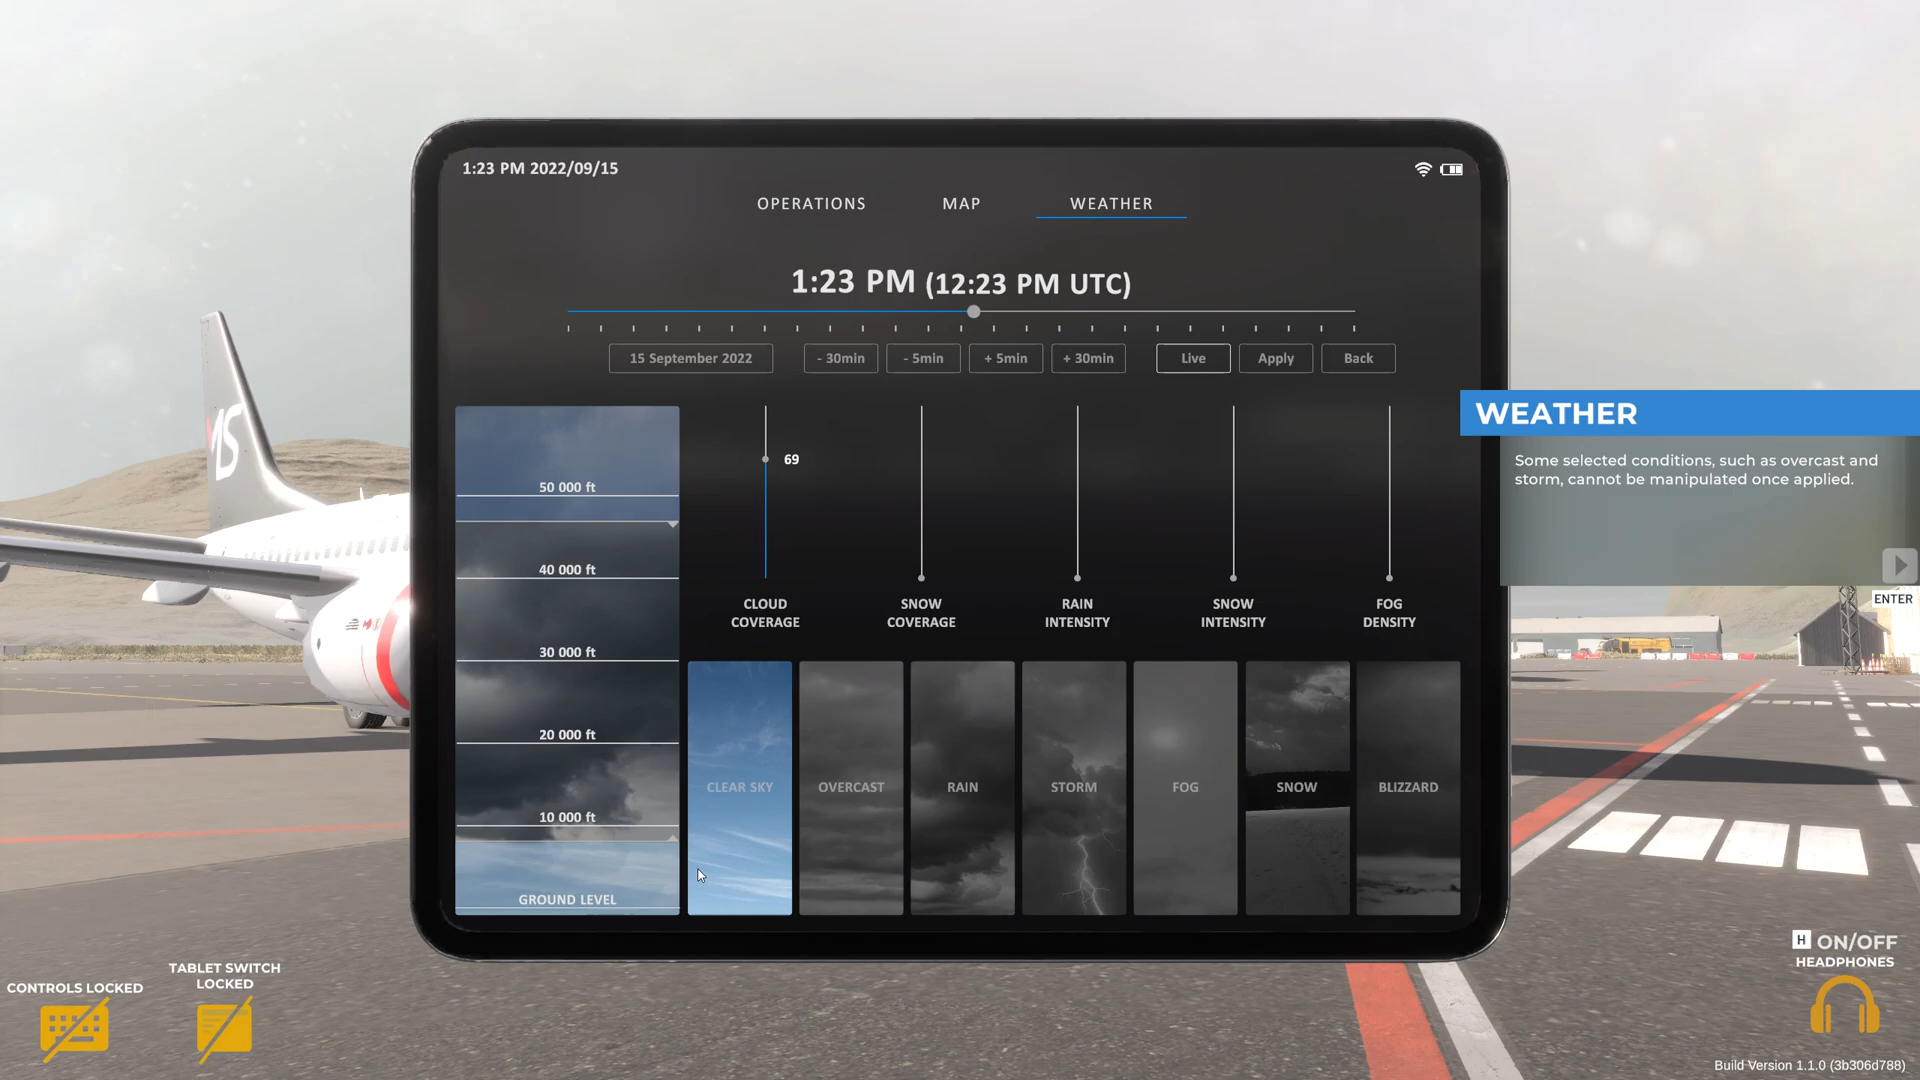 1:23 PM 2022/09/15
OPERATIONS
MAP
WEATHER
1:23 PM (12:23 PM UTC)
15 September 2022
- 30min
- 5min
+ 5min
+ 30min
Live
Apply
Back
WEATHER
Some selected conditions, such as overcast and
storm, cannot be manipulated once applied.
ENTER
50 000 ft
40 000 ft
30 000 ft
20 000 ft
10 000 ft
GROUND LEVEL
69
CLOUD
COVERAGE
SNOW
COVERAGE
RAIN
INTENSITY
SNOW
INTENSITY
FOG
DENSITY
CLEAR SKY
OVERCAST
RAIN
STORM
FOG
SNOW
BLIZZARD
MS
CONTROLS LOCKED
TABLET SWITCH
LOCKED
H ON/OFF
HEADPHONES
Build Version 1.1.0 (3b306d788)